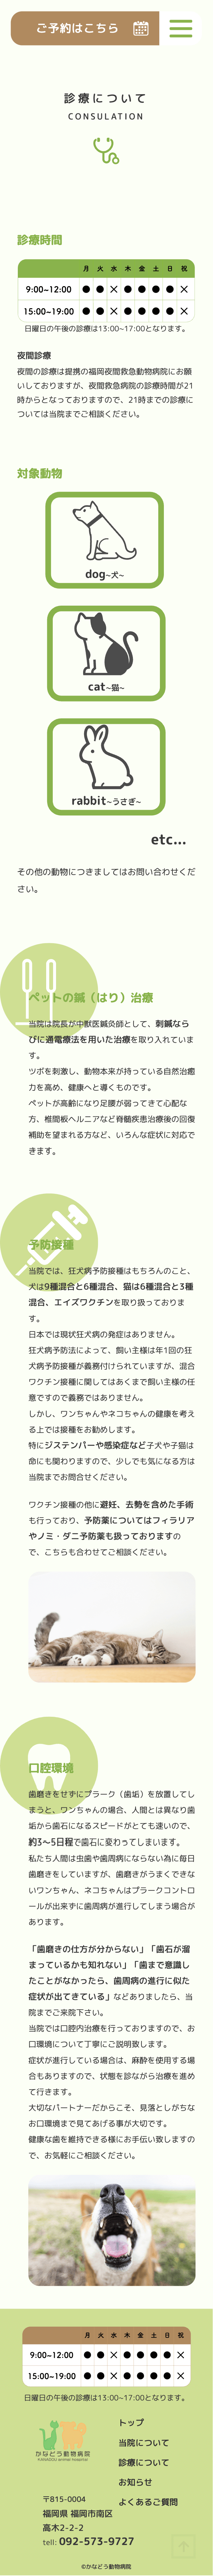 ご予約はこちら
診療について
CONSULATION
診療時間
月 火 水 木 金 土 日 祝
9:00~12:00 ● ● × ● ● ● ● ×
15:00~19:00 ● ● × ● ● ● ● ×
日曜日の午後の診療は13:00~17:00となります。
夜間診療
夜間の診療は提携の福岡夜間救急動物病院にお願
いしておりますが、夜間救急病院の診療時間が21
時からとなっておりますので、21時までの診療に
ついては当院までご相談ください。
対象動物
dog~犬~
cat~猫~
rabbit~うさぎ~
etc...
その他の動物につきましてはお問い合わせくだ
さい。
ペットの鍼（はり）治療
当院は院長が中獣医鍼灸師として、刺鍼なら
びに通電療法を用いた治療を取り入れていま
す。
ツボを刺激し、動物本来が持っている自然治癒
力を高め、健康へと導くものです。
ペットが高齢になり足腰が弱ってきて心配な
方、椎間板ヘルニアなど脊髄疾患治療後の回復
補助を望まれる方など、いろんな症状に対応で
きます。
予防接種
当院では、狂犬病予防接種はもちろんのこと、
犬は9種混合と6種混合、猫は6種混合と3種
混合、エイズワクチンを取り扱っておりま
す。
日本では現状狂犬病の発症はありません。
狂犬病予防法によって、飼い主様は年1回の狂
犬病予防接種が義務付けられていますが、混合
ワクチン接種に関してはあくまで飼い主様の任
意ですので義務ではありません。
しかし、ワンちゃんやネコちゃんの健康を考え
る上では接種をお勧めします。
特にジステンパーや感染症など子犬や子猫は
命にも関わりますので、少しでも気になる方は
当院までお問合せください。
ワクチン接種の他に避妊、去勢を含めた手術
も行っており、予防薬についてはフィラリア
やノミ・ダニ予防薬も扱っておりますの
で、こちらも合わせてご相談ください。
口腔環境
歯磨きをせずにプラーク（歯垢）を放置してし
まうと、ワンちゃんの場合、人間とは異なり歯
垢から歯石になるスピードがとても速いので、
約3～5日程で歯石に変わってしまいます。
私たち人間は虫歯や歯周病にならない為に毎日
歯磨きをしていますが、歯磨きがうまくできな
いワンちゃん、ネコちゃんはプラークコントロ
ールが出来ずに歯周病が進行してしまう場合が
あります。
「歯磨きの仕方が分からない」「歯石が溜
まっているかも知れない」「歯まで意識し
たことがなかったら、歯周病の進行に似た
症状が出てきている」などありましたら、当
院までご来院下さい。
当院では口腔内治療を行っておりますので、お
口環境について丁寧にご説明致します。
症状が進行している場合は、麻酔を使用する場
合もありますので、状態を診ながら治療を進め
て行きます。
大切なパートナーだからこそ、見落としがちな
お口環境まで見てあげる事が大切です。
健康な歯を維持できる様にお手伝い致しますの
で、お気軽にご相談ください。
月 火 水 木 金 土 日 祝
9:00~12:00 ● ● × ● ● ● ● ×
15:00~19:00 ● ● × ● ● ● ● ×
日曜日の午後の診療は13:00~17:00となります。
かなどう動物病院
KANADOU animal hospital
〒815-0004
福岡県 福岡市南区
高木2-2-2
tell: 092-573-9727
トップ
当院について
診療について
お知らせ
よくあるご質問
©かなどう動物病院